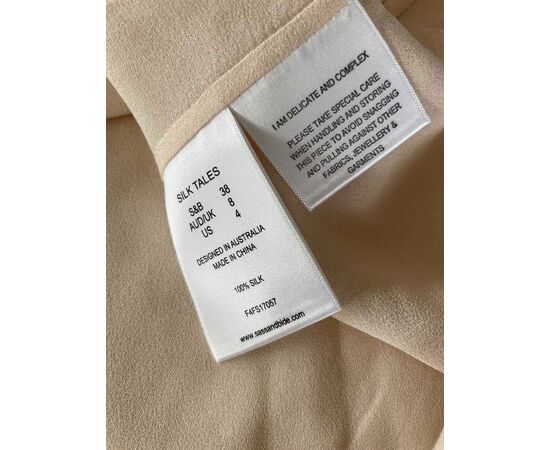 SILK TALES
S&B 38
AUD/UK 8
US 4
DESIGNED IN AUSTRALIA
MADE IN CHINA
100% SILK
F4FS17057
www.sassandbide.com
I AM DELICATE AND COMPLEX
PLEASE TAKE SPECIAL CARE
WHEN HANDLING AND STORING
THIS PIECE TO AVOID SNAGGING
AND PULLING AGAINST OTHER
FABRICS, JEWELLERY &
GARMENTS